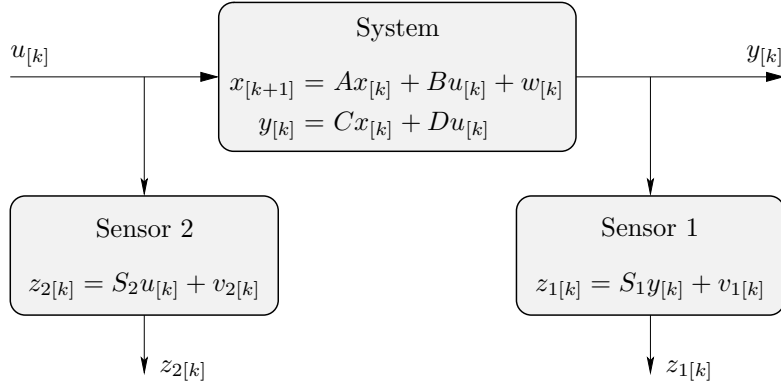 System
u[k]
y[k]
x[k+1] = Ax[k] + Bu[k] + w[k]
y[k] = Cx[k] + Du[k]
Sensor 2
Sensor 1
z2[k] = S2u[k] + v2[k]
z1[k] = S1y[k] + v1[k]
z2[k]
z1[k]